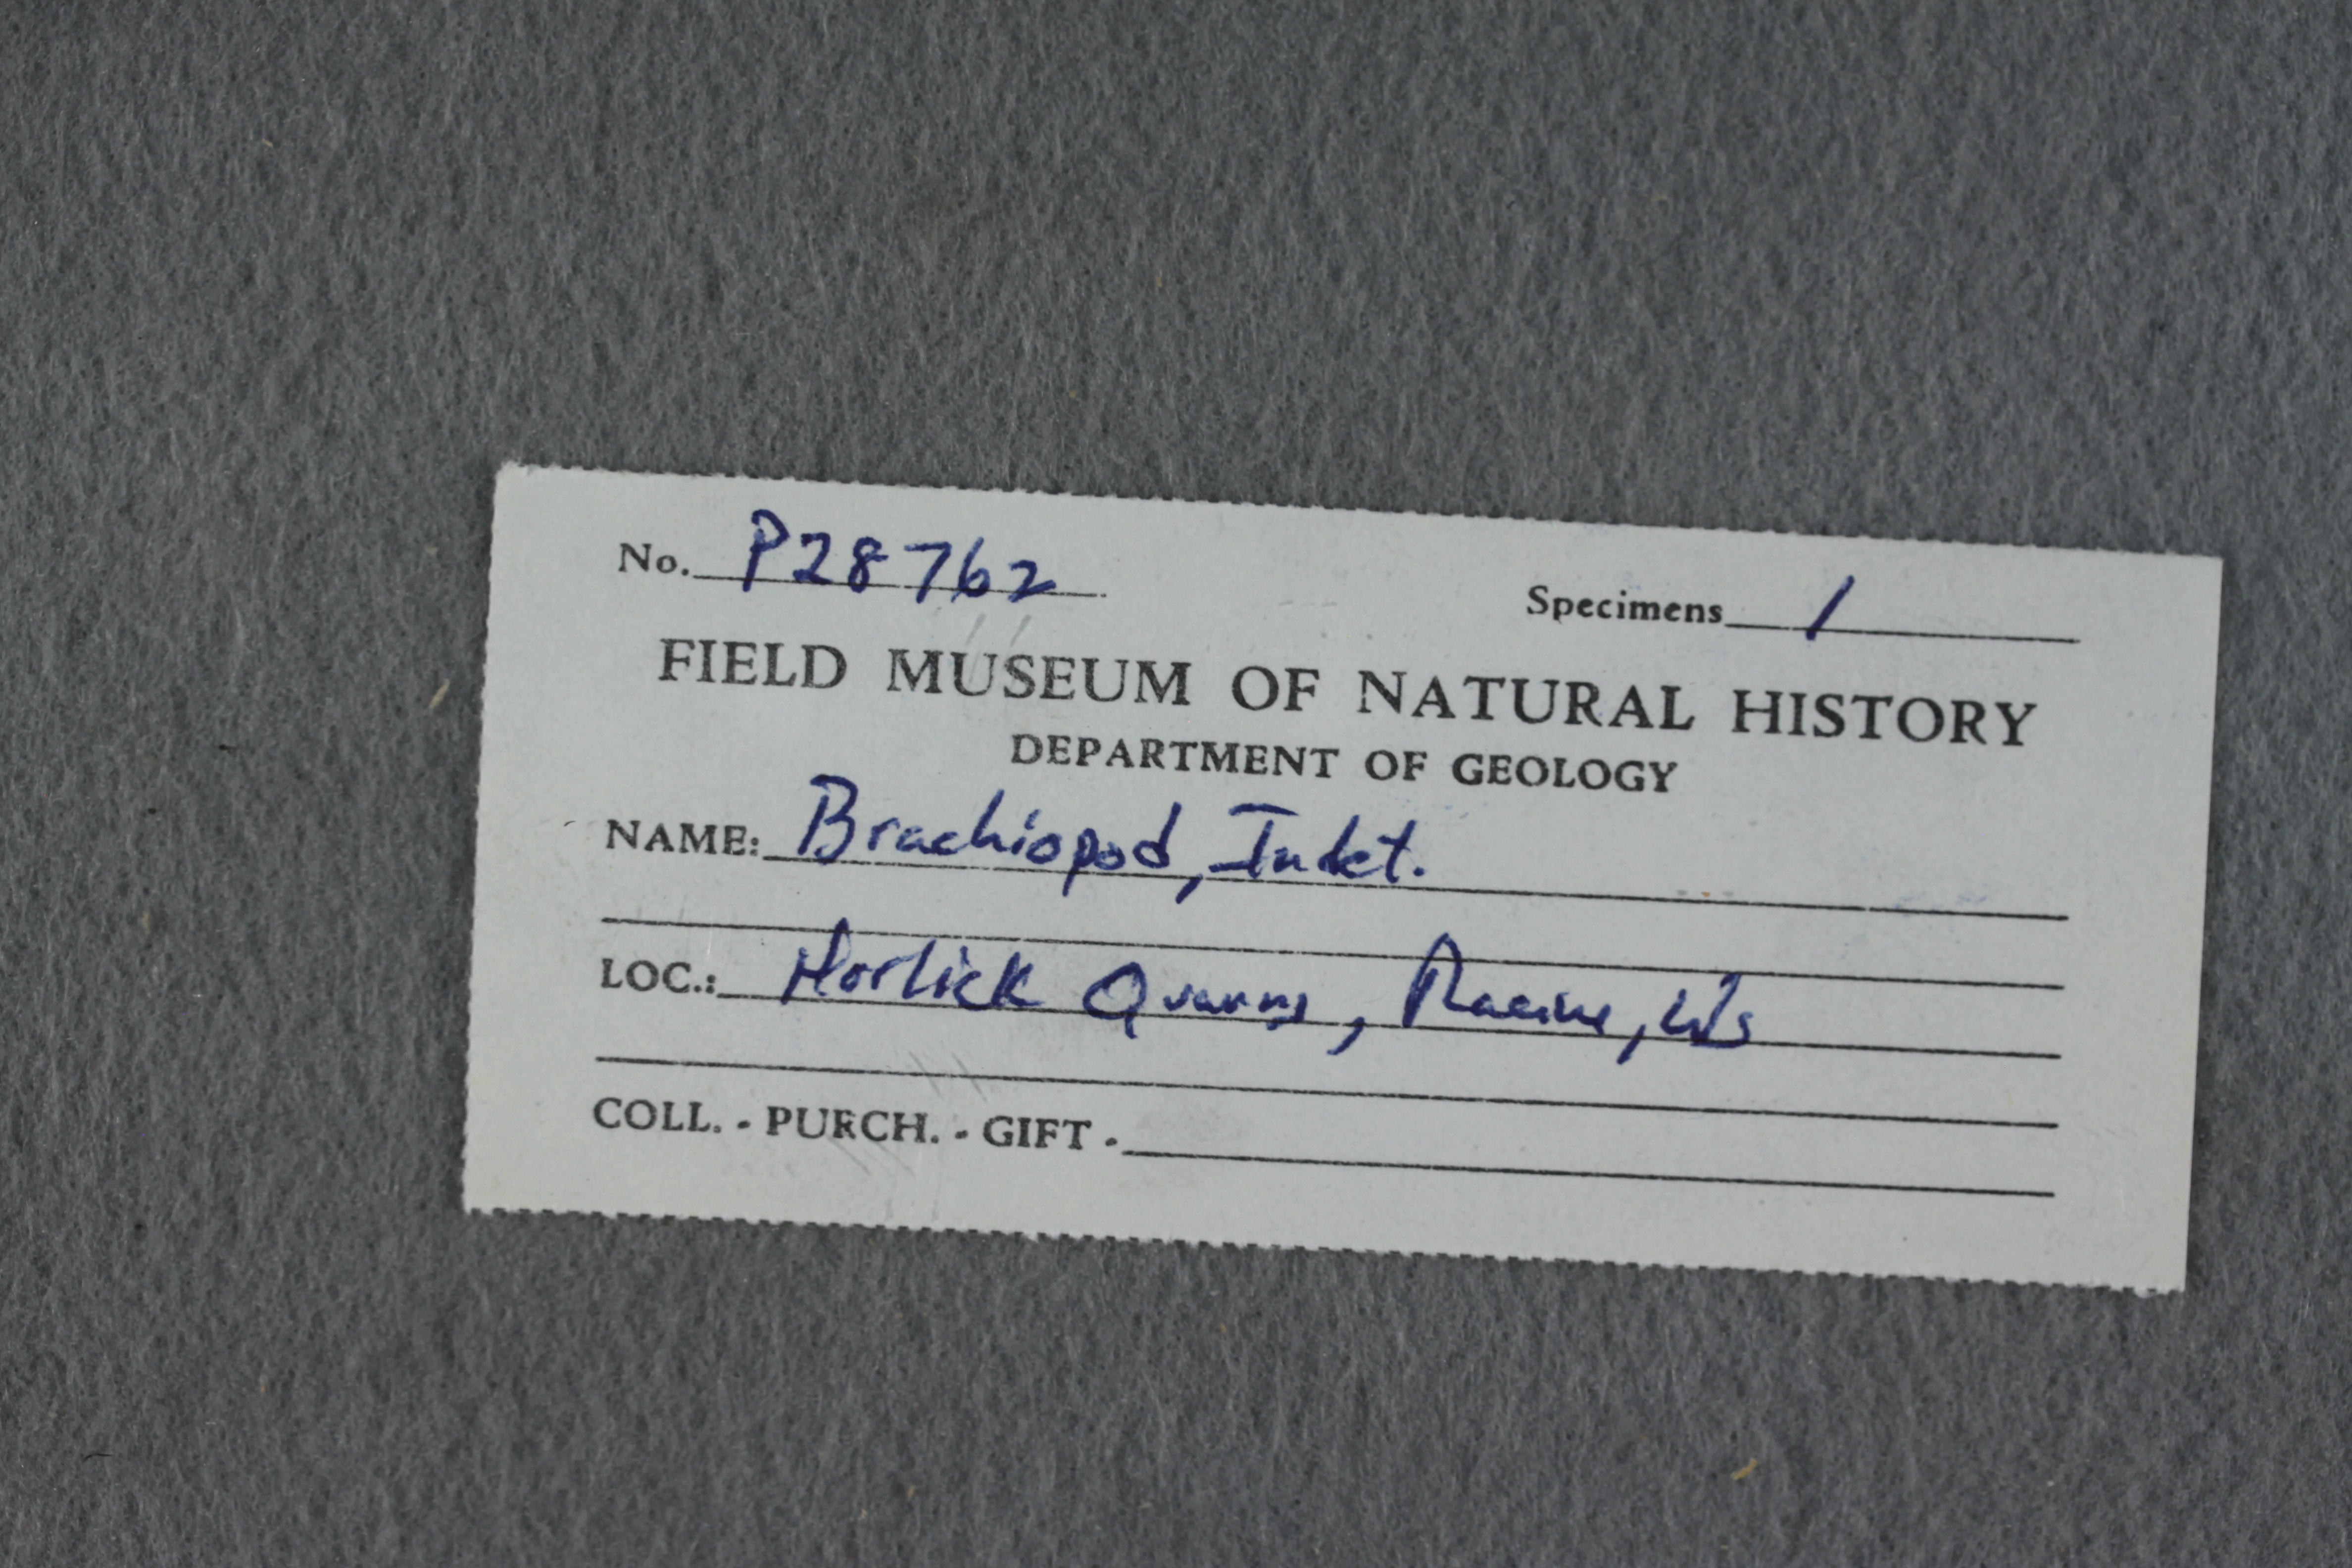 No. P28762 Specimens 1
FIELD MUSEUM OF NATURAL HISTORY
DEPARTMENT OF GEOLOGY
NAME: Brachiopod, Indet.
LOC.: Horlick Quarry, Racine, Wis
COLL. - PURCH. - GIFT -